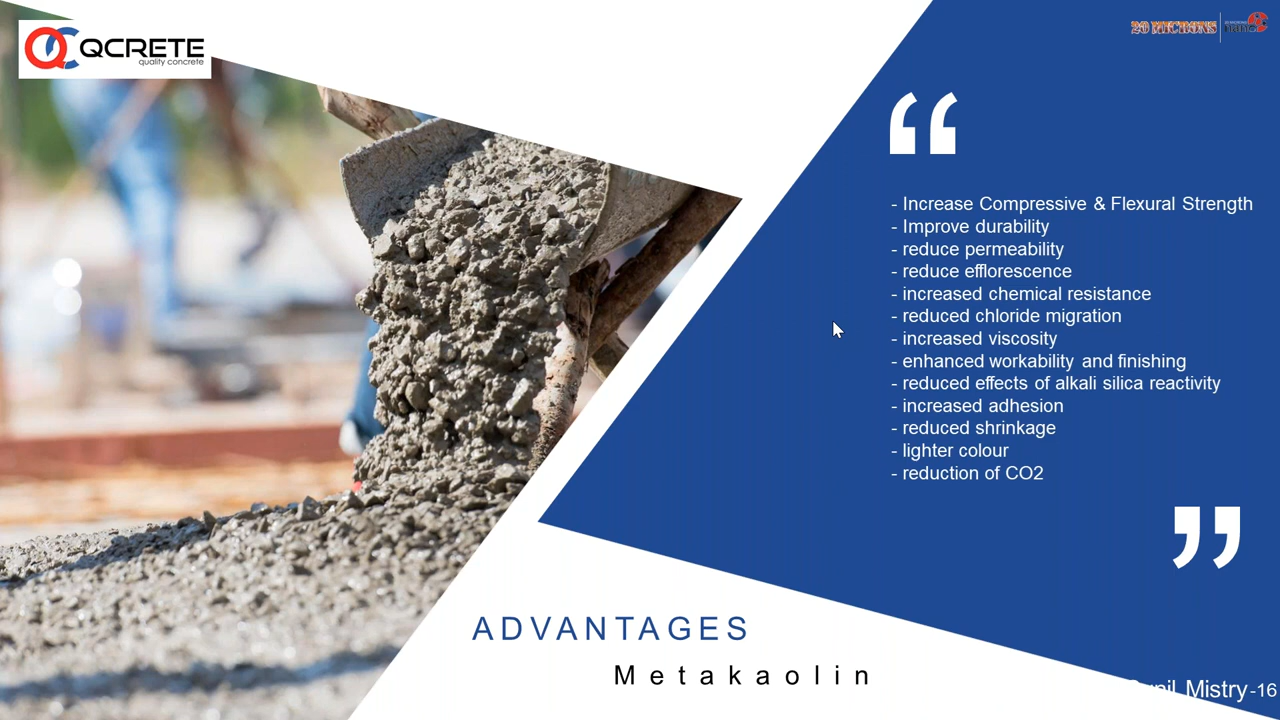 QCRETE
quality concrete
20 MICRONS
- Increase Compressive & Flexural Strength
- Improve durability
- reduce permeability
- reduce efflorescence
- increased chemical resistance
- reduced chloride migration
- increased viscosity
- enhanced workability and finishing
- reduced effects of alkali silica reactivity
- increased adhesion
- reduced shrinkage
- lighter colour
- reduction of CO2
ADVANTAGES
Metakaolin
Mistry-16